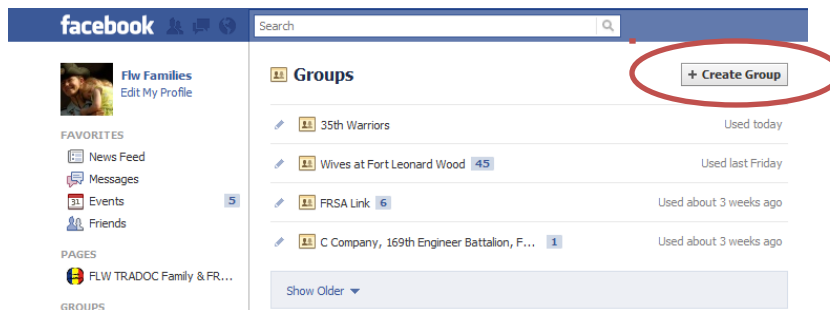 facebook
Search
Flw Families
Edit My Profile
FAVORITES
News Feed
Messages
31 Events 5
Friends
PAGES
FLW TRADOC Family & FR...
GROUPS
Groups
+ Create Group
35th Warriors Used today
Wives at Fort Leonard Wood 45 Used last Friday
FRSA Link 6 Used about 3 weeks ago
C Company, 169th Engineer Battalion, F... 1 Used about 3 weeks ago
Show Older